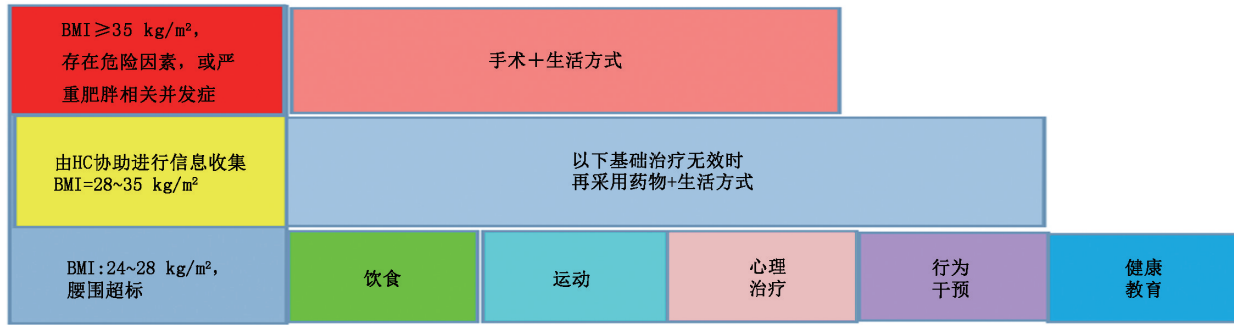 BMI≥35 kg/m²,
存在危险因素，或严
重肥胖相关并发症
手术＋生活方式
由HC协助进行信息收集
BMI=28~35 kg/m²
以下基础治疗无效时
再采用药物+生活方式
BMI:24~28 kg/m²,
腰围超标
饮食
运动
心理
治疗
行为
干预
健康
教育